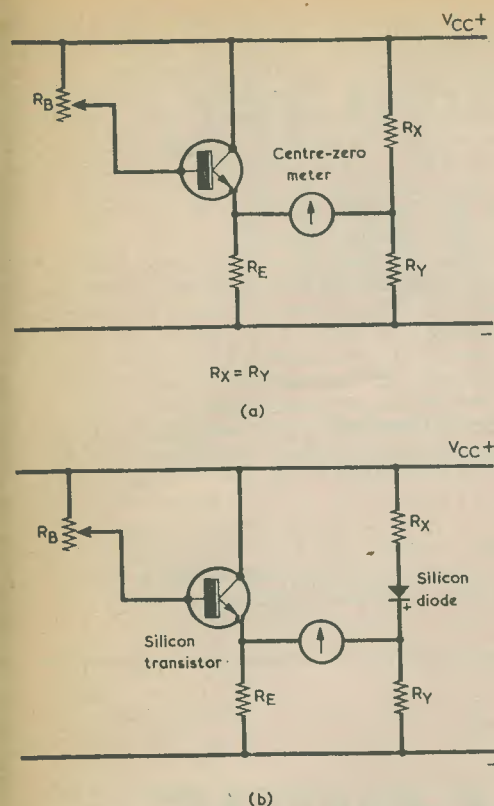 VCC+
RB
RX
Centre-zero
meter
RE
RY
–
RX = RY
(a)
VCC+
RB
RX
Silicon
diode
+
Silicon
transistor
RE
RY
–
(b)